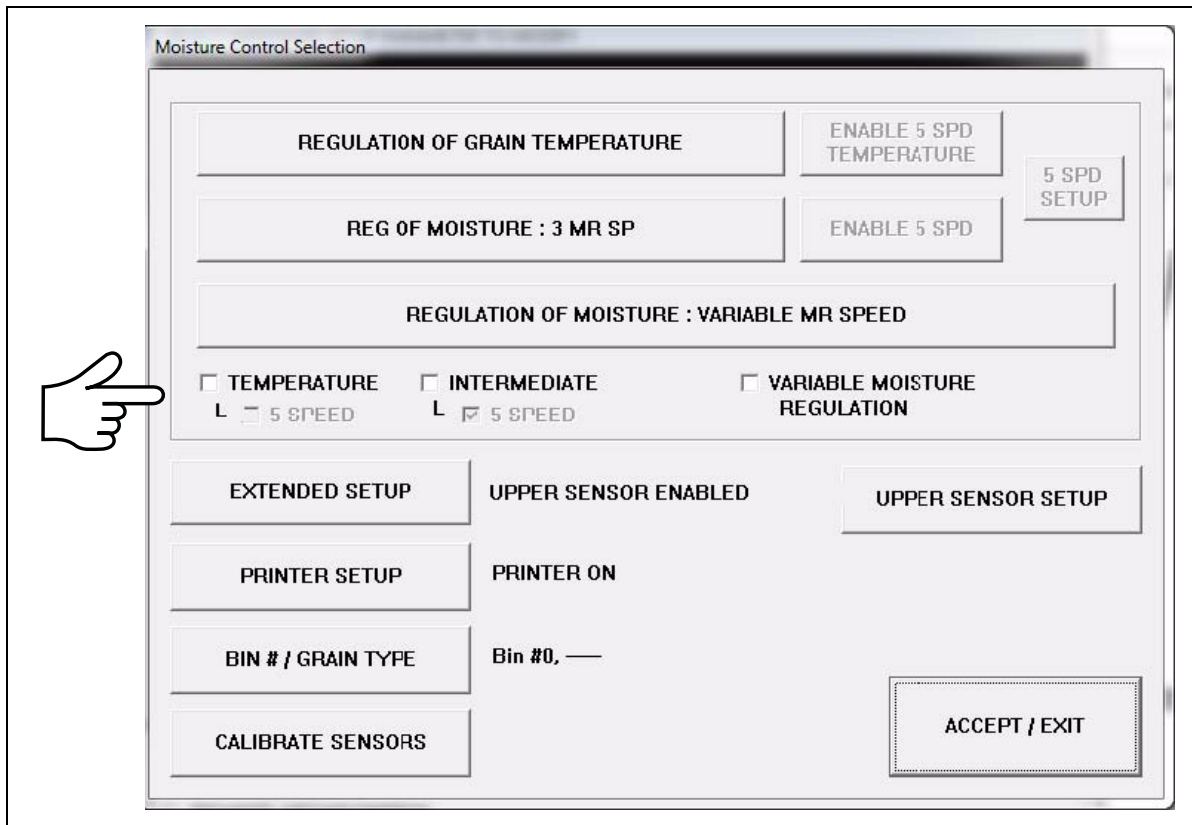 Moisture Control Selection
REGULATION OF GRAIN TEMPERATURE
ENABLE 5 SPD
TEMPERATURE
5 SPD
SETUP
REG OF MOISTURE : 3 MR SP
ENABLE 5 SPD
REGULATION OF MOISTURE : VARIABLE MR SPEED
TEMPERATURE
L 5 SPEED
INTERMEDIATE
L 5 SPEED
VARIABLE MOISTURE
REGULATION
EXTENDED SETUP
UPPER SENSOR ENABLED
UPPER SENSOR SETUP
PRINTER SETUP
PRINTER ON
BIN # / GRAIN TYPE
Bin #0, ——
CALIBRATE SENSORS
ACCEPT / EXIT